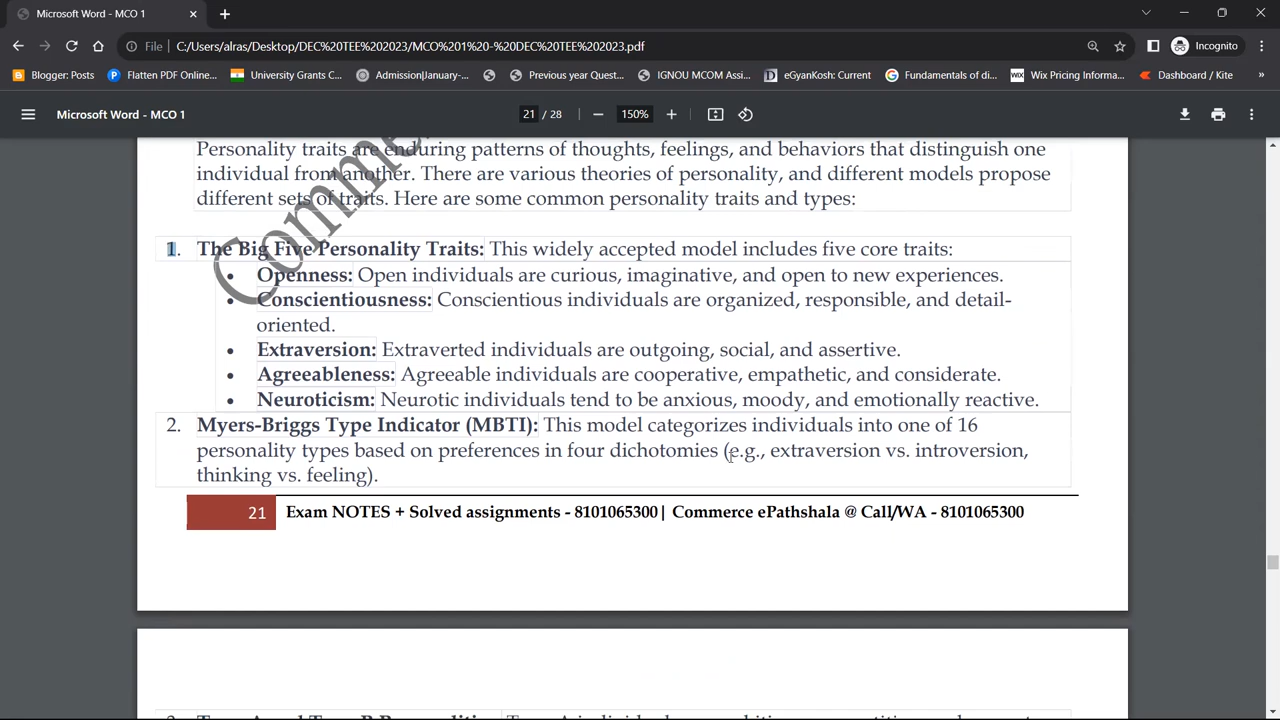 Microsoft Word - MCO 1
File
C:/Users/alras/Desktop/DEC%20TEE%202023/MCO%201%20-%20DEC%20TEE%202023.pdf
Incognito
Blogger: Posts
Flatten PDF Online...
University Grants C...
Admission|January-...
Previous year Quest...
IGNOU MCOM Assi...
eGyanKosh: Current
Fundamentals of di...
WIX
Wix Pricing Informa...
Dashboard / Kite
»
Microsoft Word - MCO 1
21 / 28
150%
Comme
Personality traits are enduring patterns of thoughts, feelings, and behaviors that distinguish one
individual from another. There are various theories of personality, and different models propose
different sets of traits. Here are some common personality traits and types:
1. The Big Five Personality Traits: This widely accepted model includes five core traits:
• Openness: Open individuals are curious, imaginative, and open to new experiences.
• Conscientiousness: Conscientious individuals are organized, responsible, and detail-
oriented.
• Extraversion: Extraverted individuals are outgoing, social, and assertive.
• Agreeableness: Agreeable individuals are cooperative, empathetic, and considerate.
• Neuroticism: Neurotic individuals tend to be anxious, moody, and emotionally reactive.
2. Myers-Briggs Type Indicator (MBTI): This model categorizes individuals into one of 16
personality types based on preferences in four dichotomies (e.g., extraversion vs. introversion,
thinking vs. feeling).
21 Exam NOTES + Solved assignments - 8101065300| Commerce ePathshala @ Call/WA - 8101065300